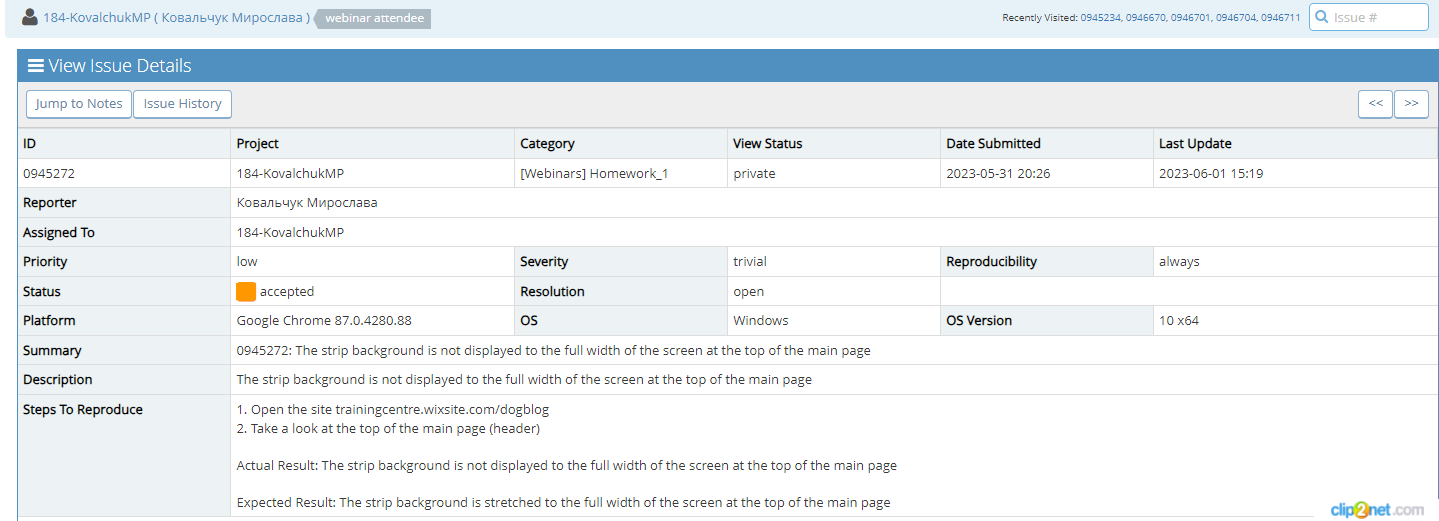 184-KovalchukMP ( Ковальчук Мирослава ) webinar attendee Recently Visited: 0945234, 0946670, 0946701, 0946704, 0946711 Issue #
View Issue Details
Jump to Notes Issue History << >>
ID Project Category View Status Date Submitted Last Update
0945272 184-KovalchukMP [Webinars] Homework_1 private 2023-05-31 20:26 2023-06-01 15:19
Reporter Ковальчук Мирослава
Assigned To 184-KovalchukMP
Priority low Severity trivial Reproducibility always
Status accepted Resolution open
Platform Google Chrome 87.0.4280.88 OS Windows OS Version 10 x64
Summary 0945272: The strip background is not displayed to the full width of the screen at the top of the main page
Description The strip background is not displayed to the full width of the screen at the top of the main page
Steps To Reproduce 1. Open the site trainingcentre.wixsite.com/dogblog
2. Take a look at the top of the main page (header)
Actual Result: The strip background is not displayed to the full width of the screen at the top of the main page
Expected Result: The strip background is stretched to the full width of the screen at the top of the main page
clip2net.com